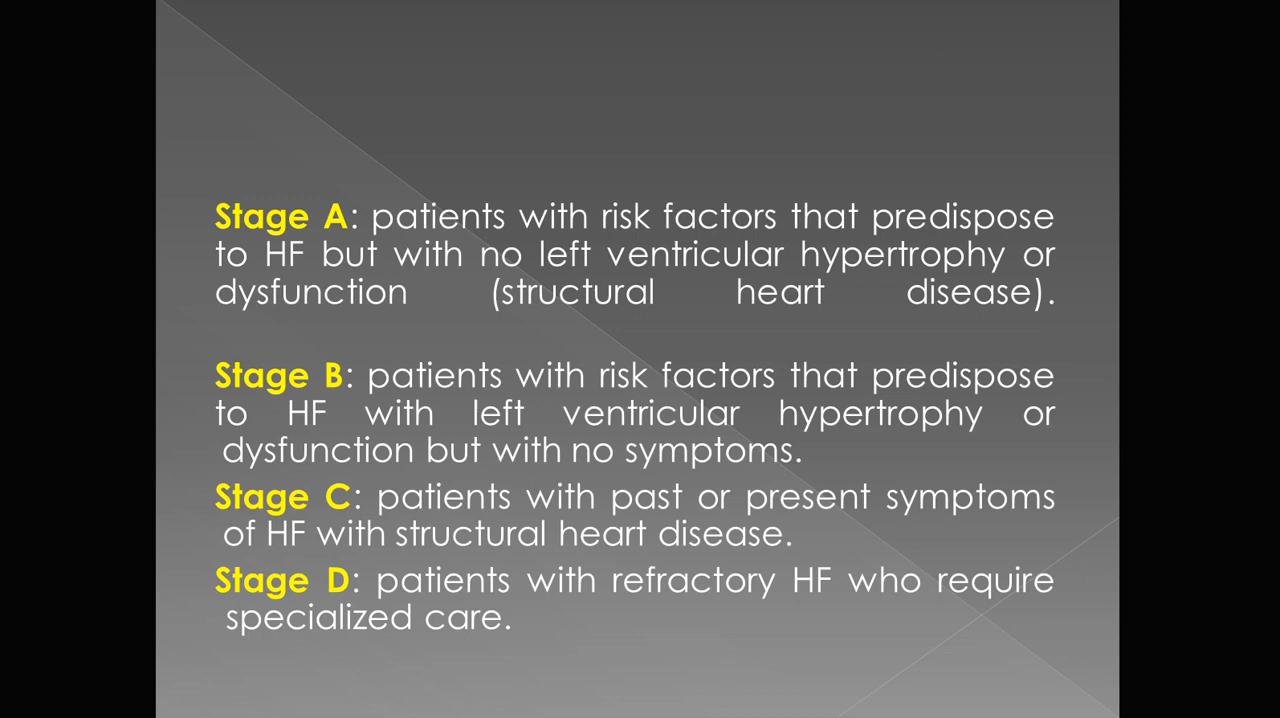 Stage A: patients with risk factors that predispose
to HF but with no left ventricular hypertrophy or
dysfunction (structural heart disease).
Stage B: patients with risk factors that predispose
to HF with left ventricular hypertrophy or
dysfunction but with no symptoms.
Stage C: patients with past or present symptoms
of HF with structural heart disease.
Stage D: patients with refractory HF who require
specialized care.